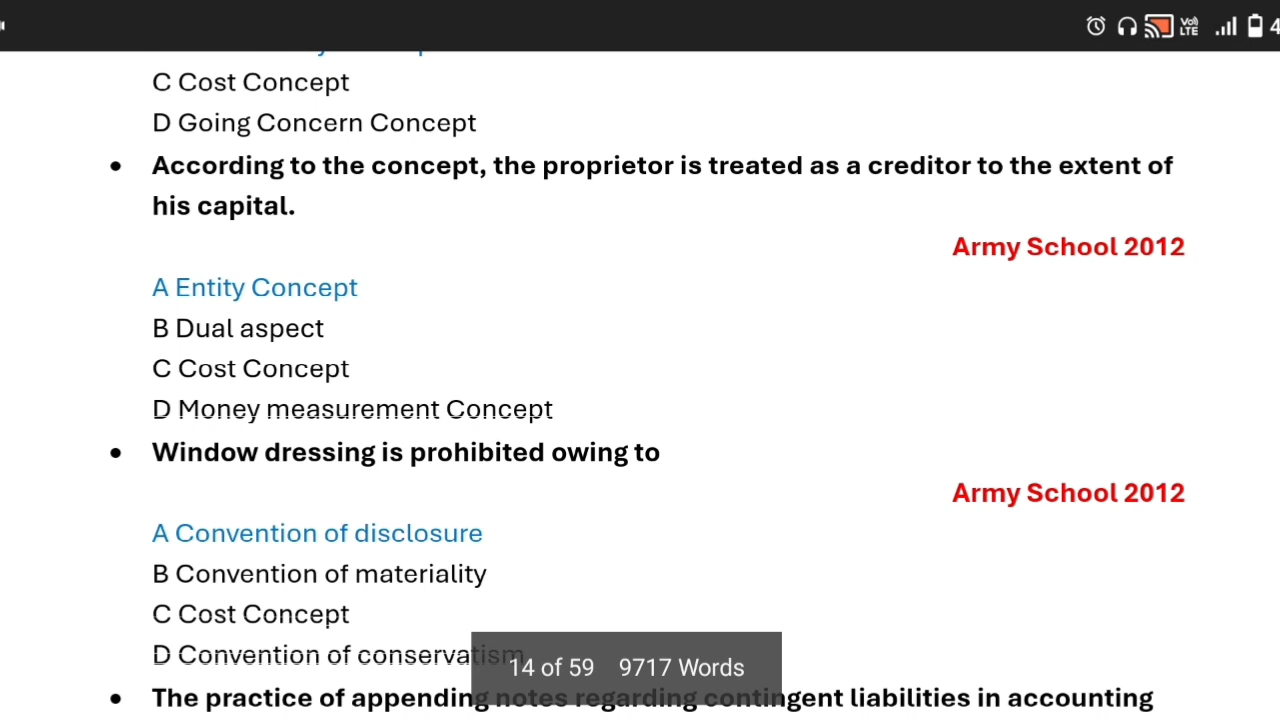 VoD LTE 4
C Cost Concept
D Going Concern Concept
• According to the concept, the proprietor is treated as a creditor to the extent of
his capital.
Army School 2012
A Entity Concept
B Dual aspect
C Cost Concept
D Money measurement Concept
• Window dressing is prohibited owing to
Army School 2012
A Convention of disclosure
B Convention of materiality
C Cost Concept
D Convention of conservatism
14 of 59 9717 Words
• The practice of appending notes regarding contingent liabilities in accounting